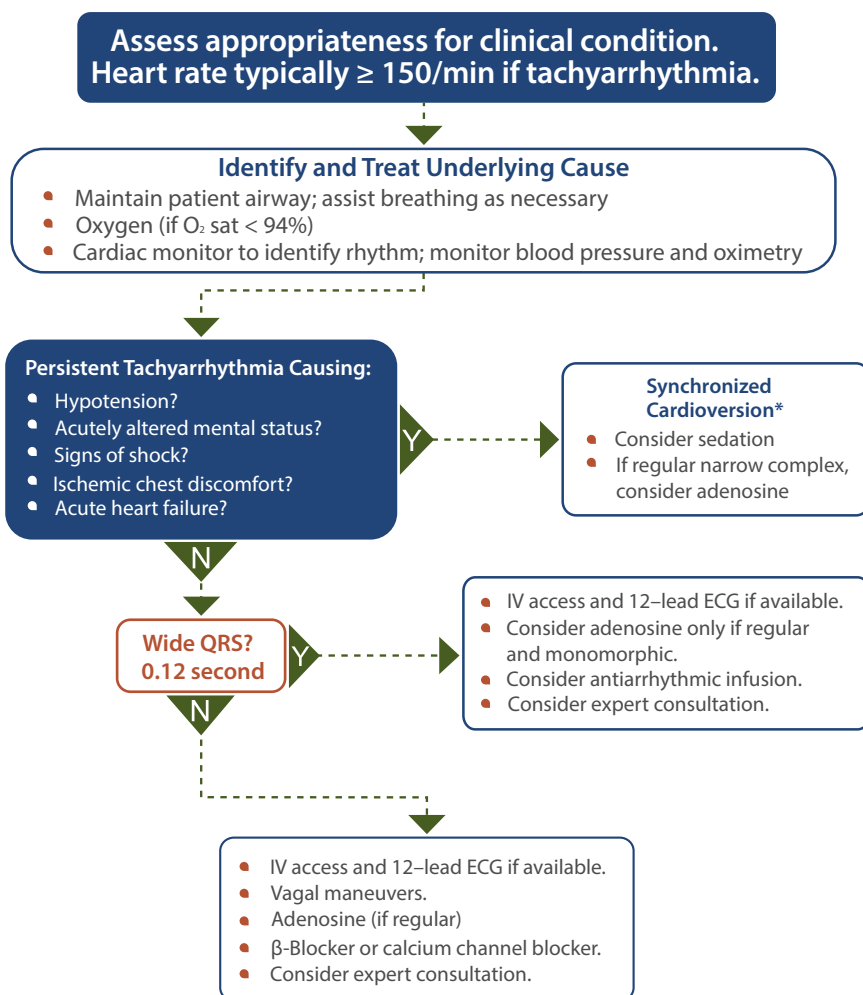 Assess appropriateness for clinical condition.
Heart rate typically ≥ 150/min if tachyarrhythmia.
Identify and Treat Underlying Cause
Maintain patient airway; assist breathing as necessary
Oxygen (if O₂ sat < 94%)
Cardiac monitor to identify rhythm; monitor blood pressure and oximetry
Persistent Tachyarrhythmia Causing:
Hypotension?
Acutely altered mental status?
Signs of shock?
Ischemic chest discomfort?
Acute heart failure?
Y
Synchronized
Cardioversion*
Consider sedation
If regular narrow complex,
consider adenosine
N
Wide QRS?
0.12 second
Y
IV access and 12–lead ECG if available.
Consider adenosine only if regular
and monomorphic.
Consider antiarrhythmic infusion.
Consider expert consultation.
N
IV access and 12–lead ECG if available.
Vagal maneuvers.
Adenosine (if regular)
β-Blocker or calcium channel blocker.
Consider expert consultation.